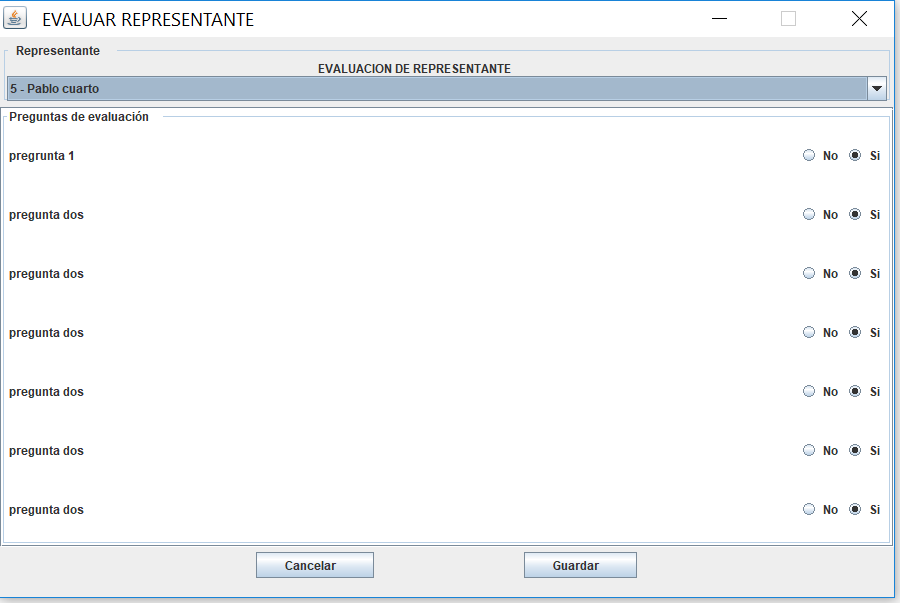 EVALUAR REPRESENTANTE
Representante
EVALUACION DE REPRESENTANTE
5 - Pablo cuarto
Preguntas de evaluación
pregrunta 1 No Si
pregunta dos No Si
pregunta dos No Si
pregunta dos No Si
pregunta dos No Si
pregunta dos No Si
pregunta dos No Si
Cancelar Guardar